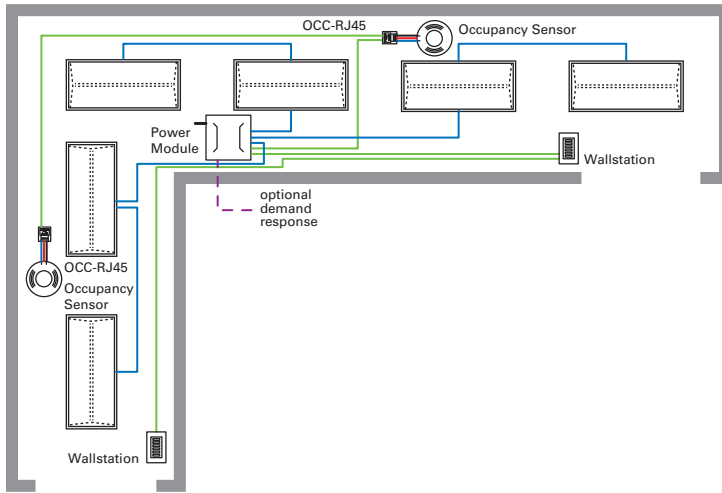 OCC-RJ45
Occupancy Sensor
Power
Module
Wallstation
optional
demand
response
OCC-RJ45
Occupancy
Sensor
Wallstation